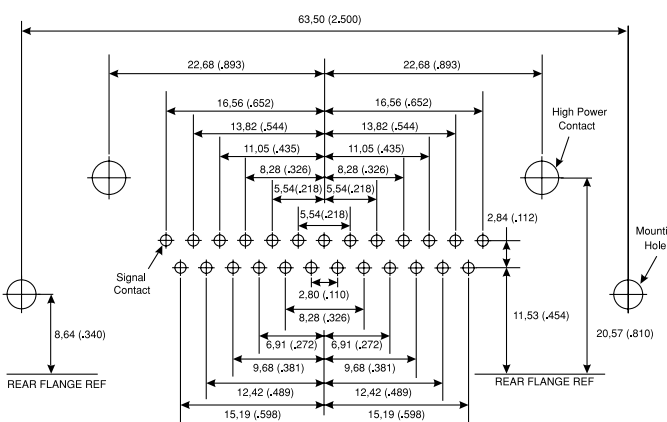 63,50 (2.500)
22,68 (.893) 22,68 (.893)
16,56 (.652) 16,56 (.652)
High Power
Contact
13,82 (.544) 13,82 (.544)
11,05 (.435) 11,05 (.435)
8,28 (.326) 8,28 (.326)
5,54(.218) 5,54(.218)
5,54(.218)
2,84 (.112)
Mounti
Hole
Signal
Contact
2,80 (.110)
8,28 (.326)
11,53 (.454)
8,64 (.340)
6,91 (.272) 6,91 (.272)
20,57 (.810)
9,68 (.381) 9,68 (.381)
REAR FLANGE REF REAR FLANGE REF
12,42 (.489) 12,42 (.489)
15,19 (.598) 15,19 (.598)